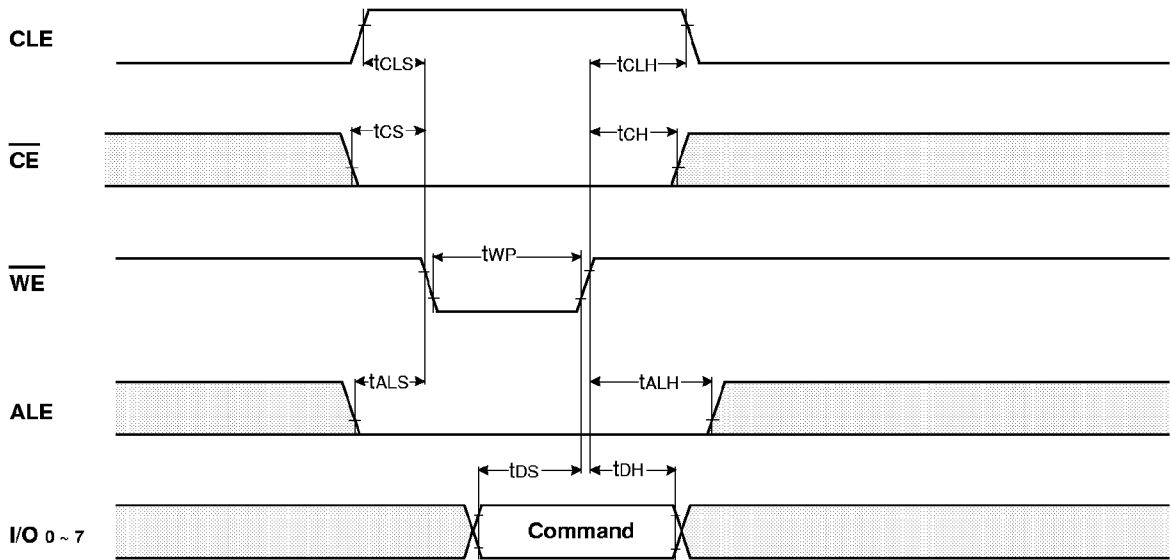 CLE
tCLS
tCLH
CE
tCS
tCH
WE
tWP
ALE
tALS
tALH
I/O 0 ~ 7
tDS
tDH
Command